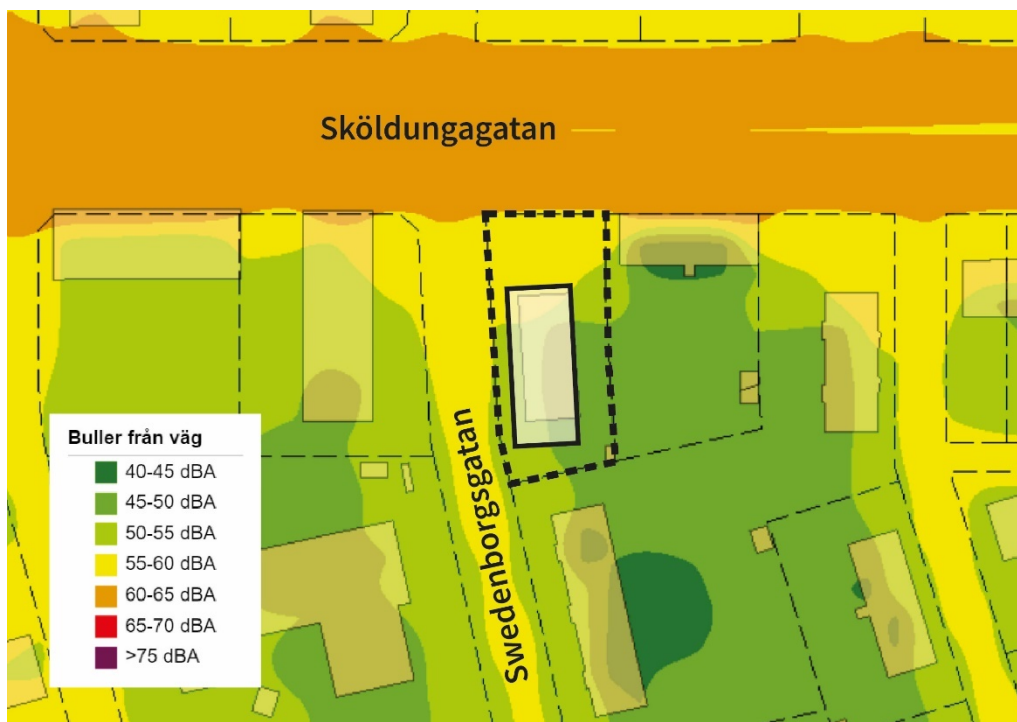 Sköldungagatan
Swedenborgsgatan
Buller från väg
40-45 dBA
45-50 dBA
50-55 dBA
55-60 dBA
60-65 dBA
65-70 dBA
>75 dBA